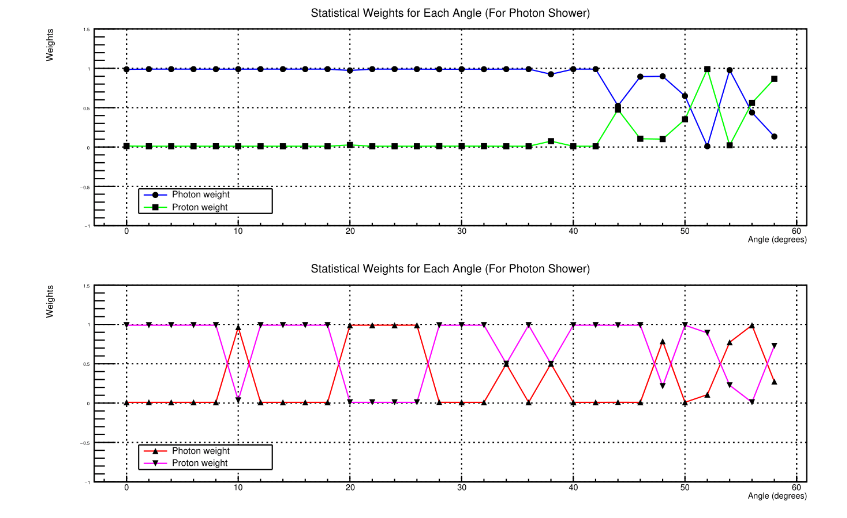 Statistical Weights for Each Angle (For Photon Shower)
Weights
1.5
1
0.5
0
-0.5
-1
Photon weight
Proton weight
0 10 20 30 40 50 60
Angle (degrees)
Statistical Weights for Each Angle (For Photon Shower)
Weights
1.5
1
0.5
0
-0.5
-1
Photon weight
Proton weight
0 10 20 30 40 50 60
Angle (degrees)